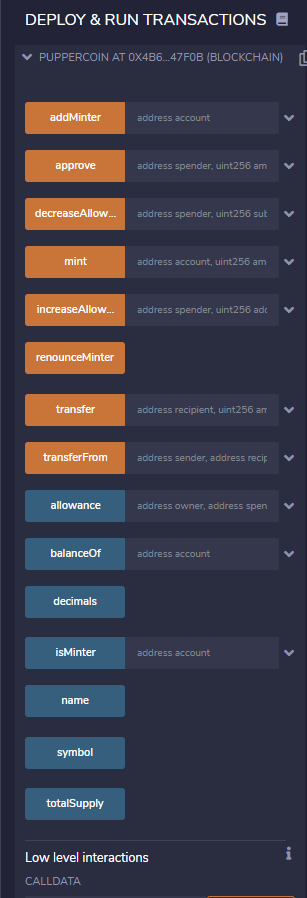 DEPLOY & RUN TRANSACTIONS
PUPPERCOIN AT 0X4B6...47F0B (BLOCKCHAIN)
addMinter address account
approve address spender, uint256 am
decreaseAllow... address spender, uint256 sub
mint address account, uint256 am
increaseAllow... address spender, uint256 add
renounceMinter
transfer address recipient, uint256 am
transferFrom address sender, address recip
allowance address owner, address spen
balanceOf address account
decimals
isMinter address account
name
symbol
totalSupply
Low level interactions
CALLDATA